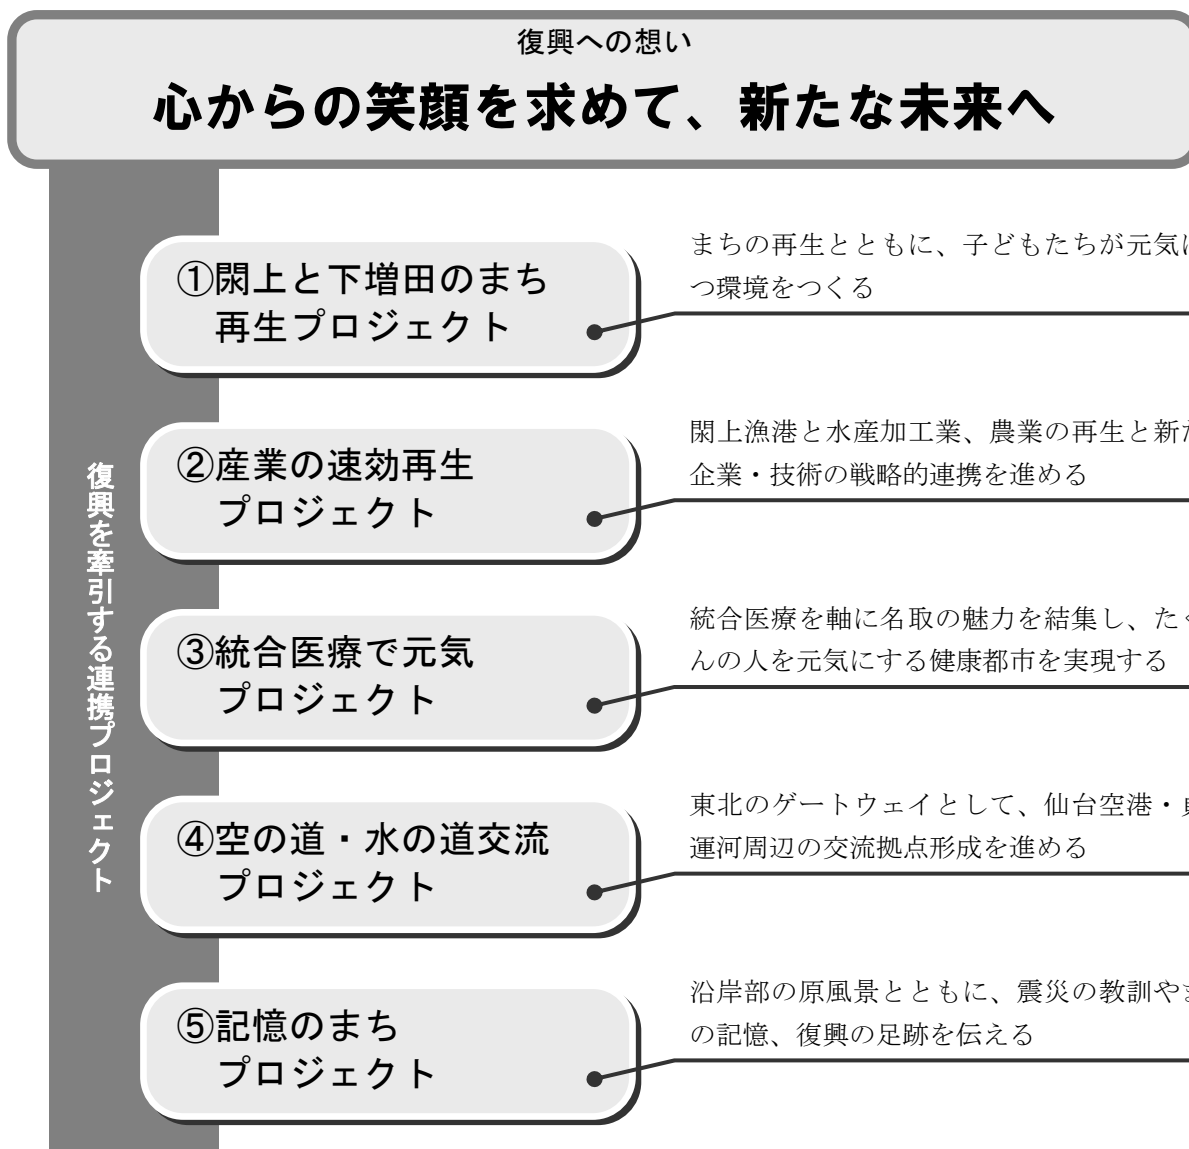 復興への想い
心からの笑顔を求めて、新たな未来へ
復興を牽引する連携プロジェクト
①閖上と下増田のまち
再生プロジェクト
まちの再生とともに、子どもたちが元気に
つ環境をつくる
②産業の速効再生
プロジェクト
閖上漁港と水産加工業、農業の再生と新た
企業・技術の戦略的連携を進める
③統合医療で元気
プロジェクト
統合医療を軸に名取の魅力を結集し、たく
んの人を元気にする健康都市を実現する
④空の道・水の道交流
プロジェクト
東北のゲートウェイとして、仙台空港・
運河周辺の交流拠点形成を進める
⑤記憶のまち
プロジェクト
沿岸部の原風景とともに、震災の教訓や
の記憶、復興の足跡を伝える